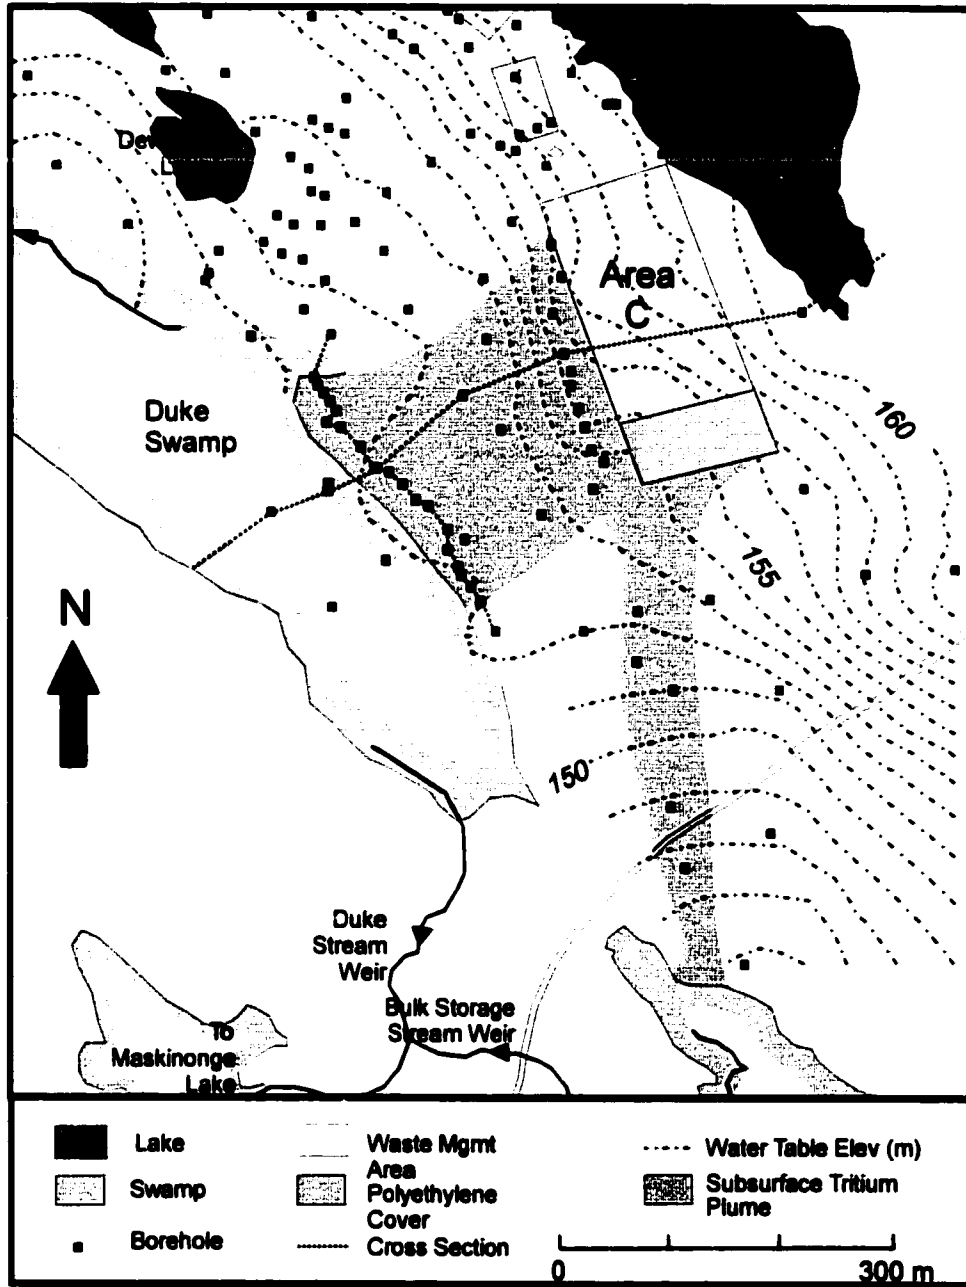 Area
C
160
Duke
Swamp
155
N
150
Duke
Stream
Weir
Bulk Storage
Stream Weir
To
Maskinonge
Lake
Lake
Waste Mgmt
Area
Water Table Elev (m)
Swamp
Polyethylene
Cover
Subsurface Tritium
Plume
Borehole
Cross Section
0
300 m